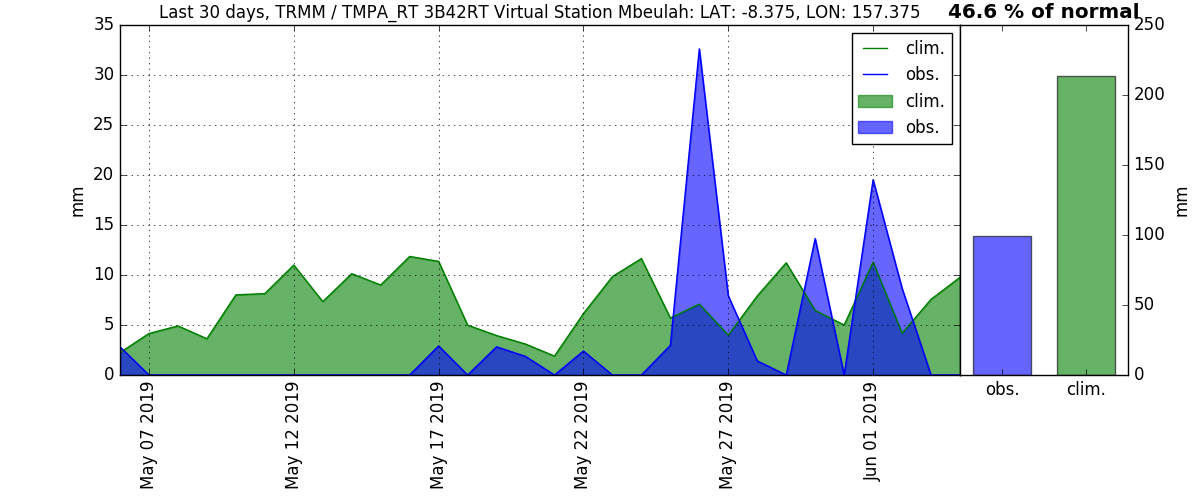 Last 30 days, TRMM / TMPA_RT 3B42RT Virtual Station Mbeulah: LAT: -8.375, LON: 157.375
46.6 % of normal
35
30
25
20
15
10
5
0
mm
clim.
obs.
clim.
obs.
May 07 2019
May 12 2019
May 17 2019
May 22 2019
May 27 2019
Jun 01 2019
250
200
150
100
50
0
mm
obs.
clim.